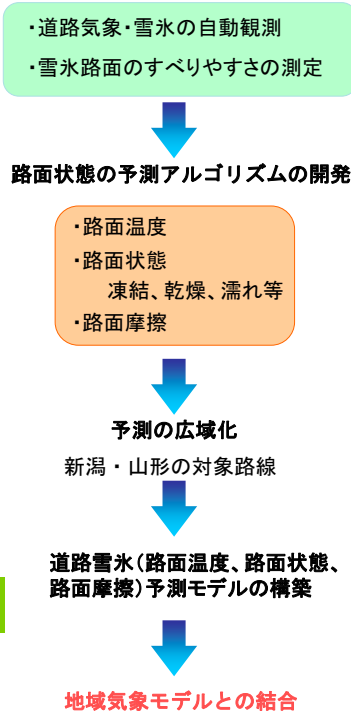 ・道路気象・雪氷の自動観測
・雪氷路面のすべりやすさの測定
路面状態の予測アルゴリズムの開発
・路面温度
・路面状態
凍結、乾燥、濡れ等
・路面摩擦
予測の広域化
新潟・山形の対象路線
道路雪氷(路面温度、路面状態、
路面摩擦)予測モデルの構築
地域気象モデルとの結合